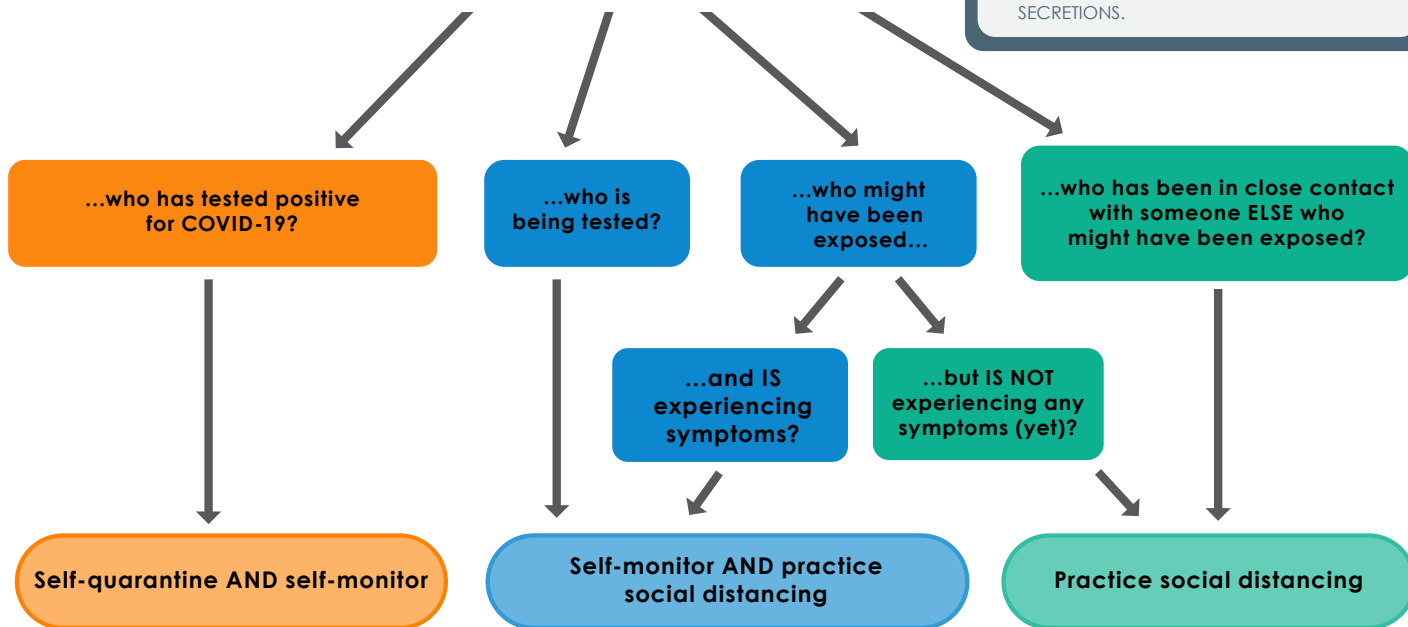 SECRETIONS.
...who has tested positive
for COVID-19?
...who is
being tested?
...who might
have been
exposed...
...who has been in close contact
with someone ELSE who
might have been exposed?
...and IS
experiencing
symptoms?
...but IS NOT
experiencing any
symptoms (yet)?
Self-quarantine AND self-monitor
Self-monitor AND practice
social distancing
Practice social distancing